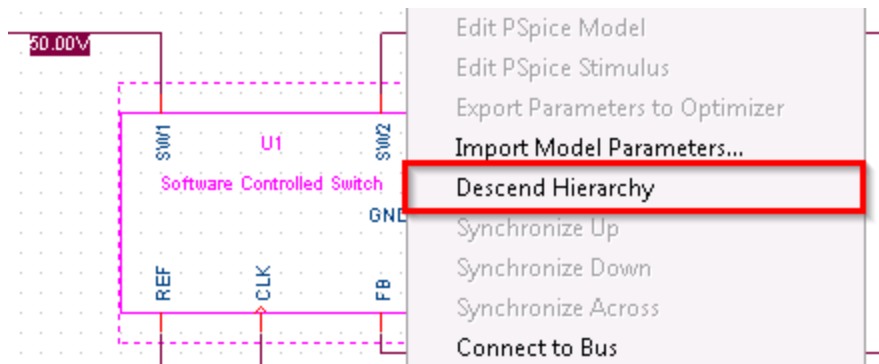 50.00V
SW1
U1
SW2
Software Controlled Switch
GND
REF
CLK
FB
Edit PSpice Model
Edit PSpice Stimulus
Export Parameters to Optimizer
Import Model Parameters...
Descend Hierarchy
Synchronize Up
Synchronize Down
Synchronize Across
Connect to Bus